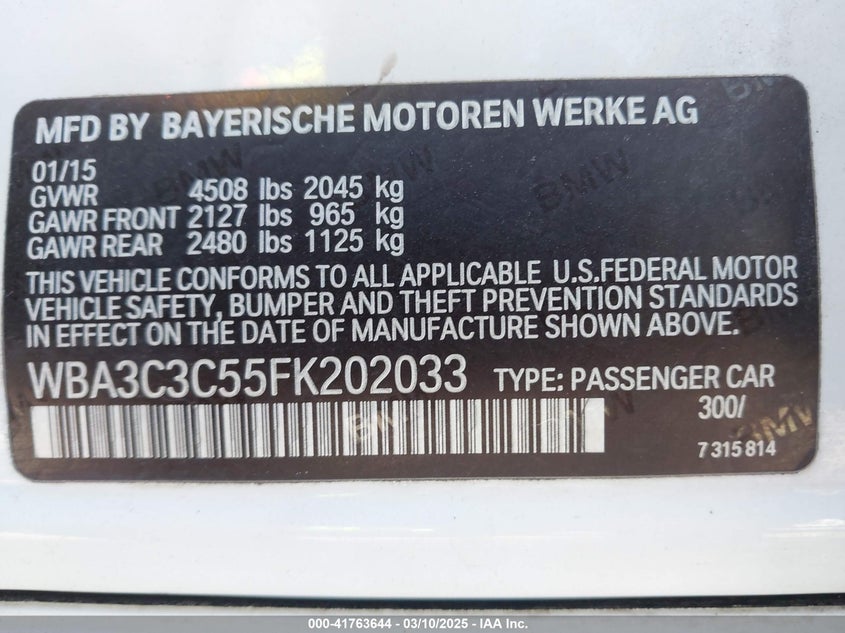 MFD BY BAYERISCHE MOTOREN WERKE AG
01/15
GVWR 4508 lbs 2045 kg
GAWR FRONT 2127 lbs 965 kg
GAWR REAR 2480 lbs 1125 kg
THIS VEHICLE CONFORMS TO ALL APPLICABLE U.S.FEDERAL MOTOR
VEHICLE SAFETY, BUMPER AND THEFT PREVENTION STANDARDS
IN EFFECT ON THE DATE OF MANUFACTURE SHOWN ABOVE.
WBA3C3C55FK202033 TYPE: PASSENGER CAR
300/
7 315 814
000-41763644 — 03/10/2025 — IAA Inc.